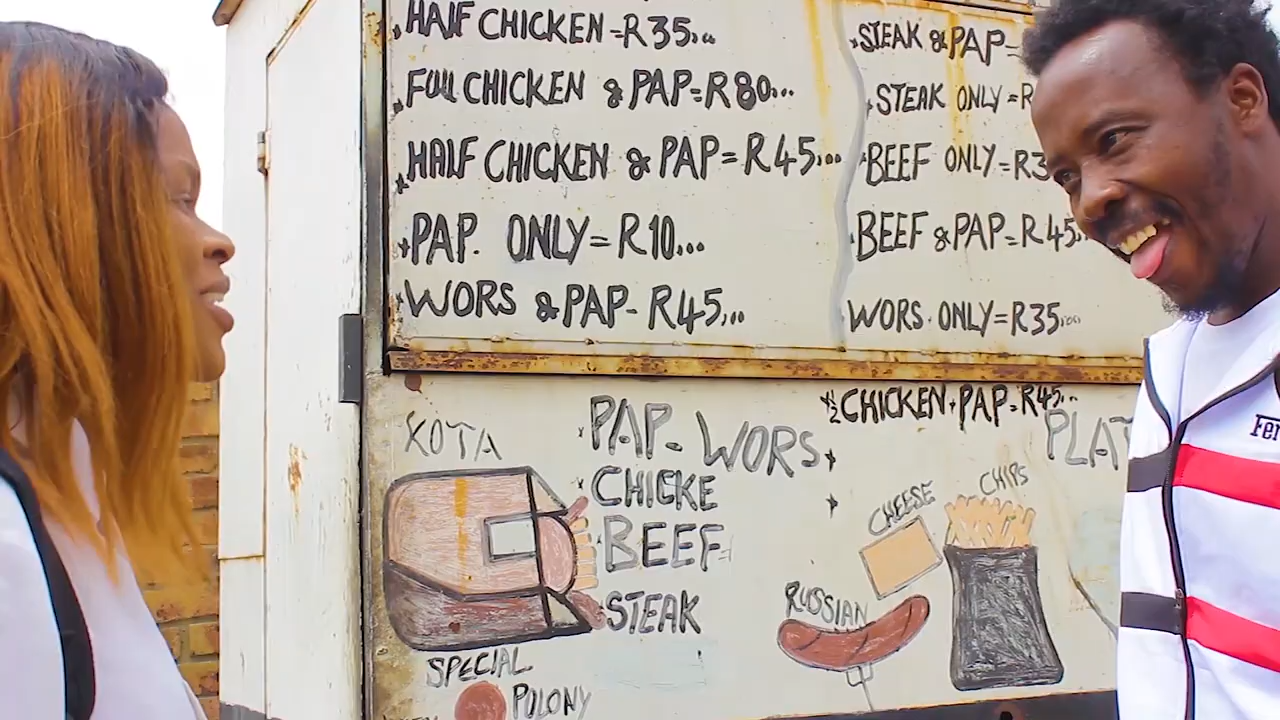 HALF CHICKEN -R35...
FULL CHICKEN & PAP=R80...
HALF CHICKEN & PAP=R45...
PAP. ONLY=R10...
WORS & PAP- R45,..
STEAK & PAP=
STEAK ONLY=R
BEEF ONLY=R3
BEEF & PAP=R45.
WORS. ONLY=R35...
½ CHICKEN+PAP=R45..
KOTA
PAP- WORS
CHICKE
BEEF
STEAK
PLAT
CHEESE
CHIPS
RUSSIAN
SPECIAL
POLONY
Fer